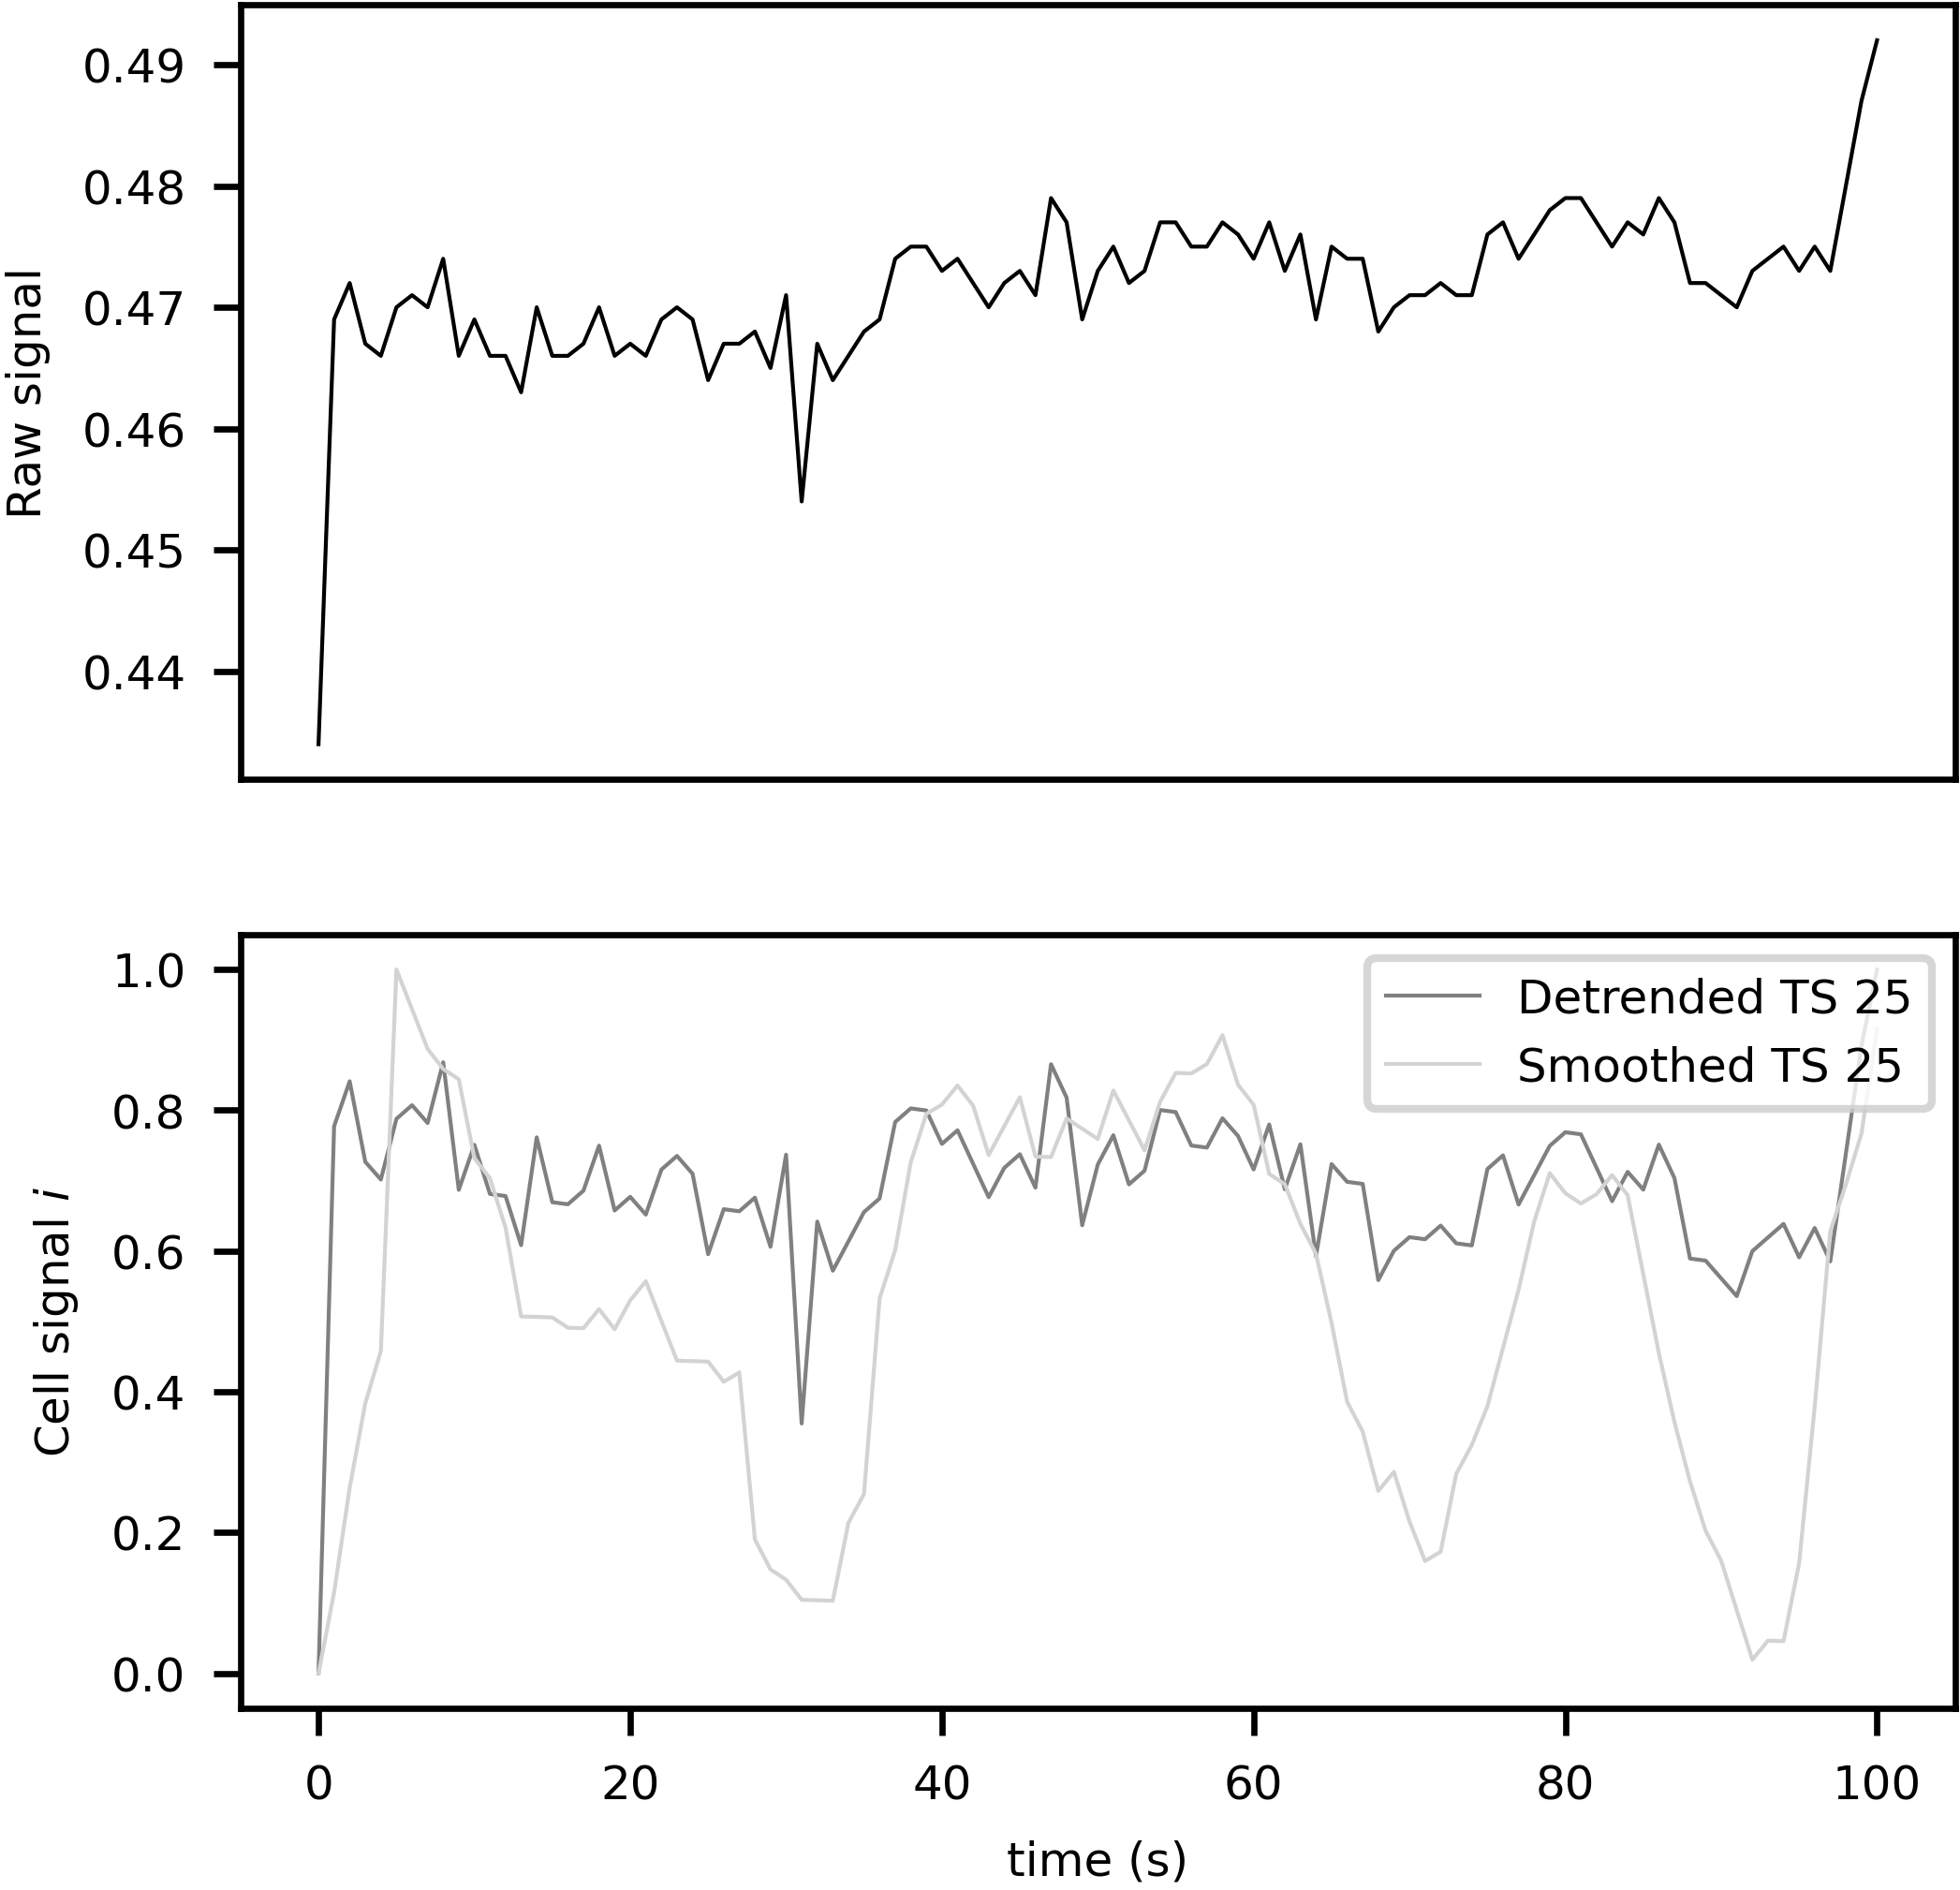 0.49
0.48
0.47
0.46
0.45
0.44
Raw signal
1.0
0.8
0.6
0.4
0.2
0.0
Cell signal i
Detrended TS 25
Smoothed TS 25
0 20 40 60 80 100
time (s)